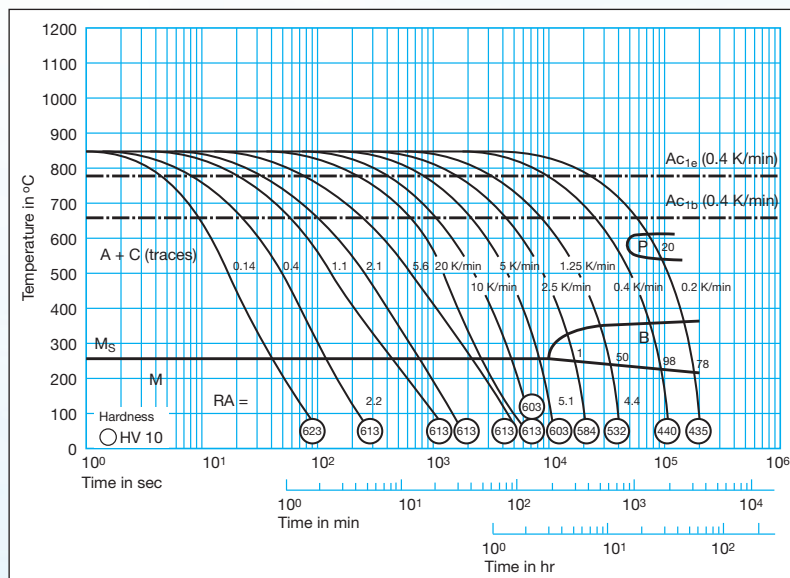 1200
1100
1000
900
800
700
600
500
400
300
200
100
0
Temperature in °C
Ac1e (0.4 K/min)
Ac1b (0.4 K/min)
P 20
A + C (traces)
0.14 0.4 1.1 2.1 5.6 20 K/min 5 K/min 1.25 K/min
10 K/min 2.5 K/min 0.4 K/min 0.2 K/min
MS
B
M
1 50 98 78
RA = 2.2 5.1 4.4
Hardness
HV 10
603
623 613 613 613 613 613 603 584 532 440 435
10⁰ 10¹ 10² 10³ 10⁴ 10⁵ 10⁶
Time in sec
10⁰ 10¹ 10² 10³ 10⁴
Time in min
10⁰ 10¹ 10²
Time in hr